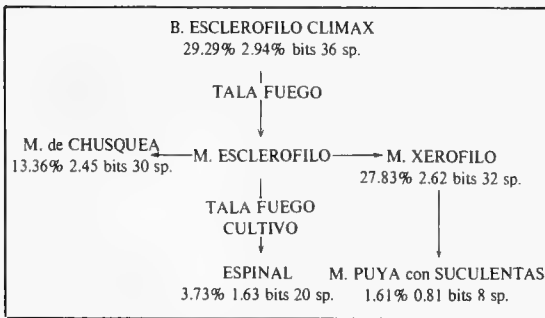 B. ESCLEROFILO CLIMAX
29.29% 2.94% bits 36 sp.
TALA FUEGO
M. de CHUSQUEA
13.36% 2.45 bits 30 sp.
M. ESCLEROFILO
M. XEROFILO
27.83% 2.62 bits 32 sp.
TALA FUEGO
CULTIVO
ESPINAL
3.73% 1.63 bits 20 sp.
M. PUYA con SUCULENTAS
1.61% 0.81 bits 8 sp.